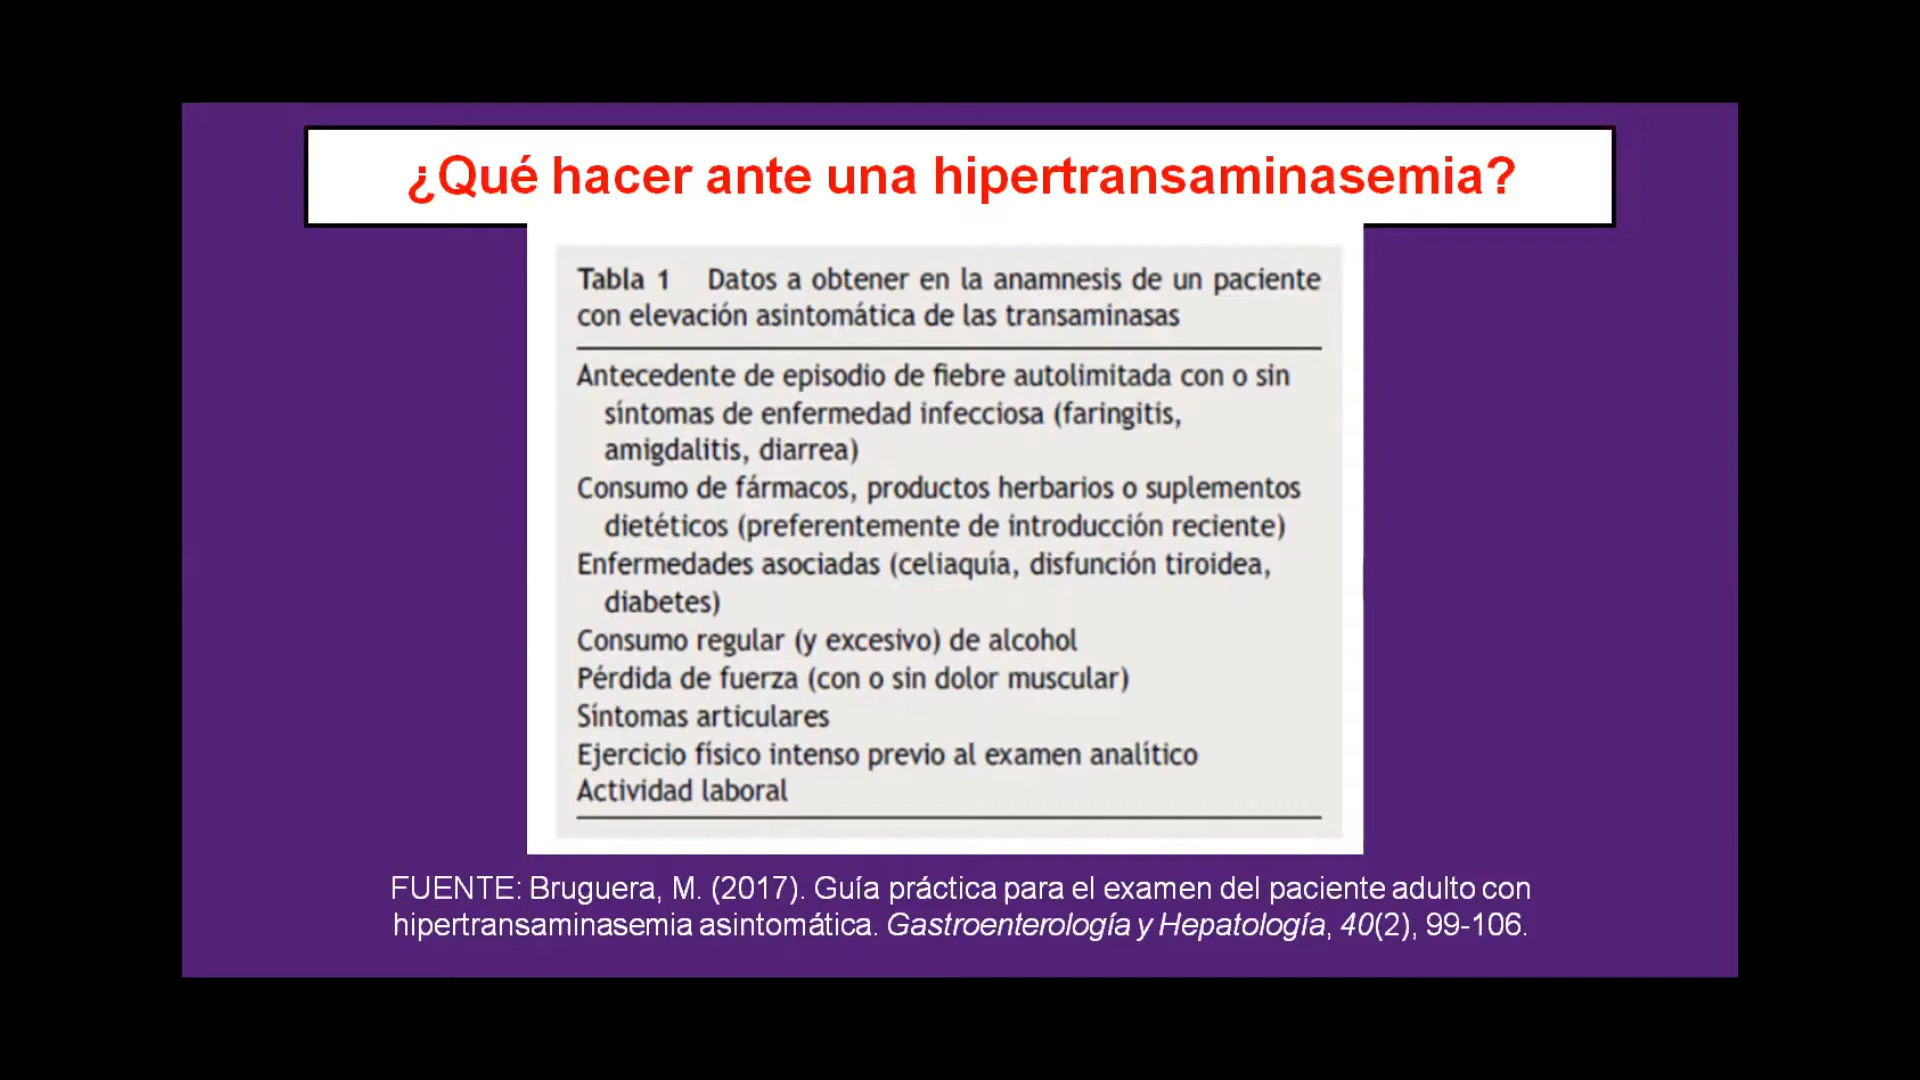 ¿Qué hacer ante una hipertransaminasemia?
Tabla 1 Datos a obtener en la anamnesis de un paciente
con elevación asintomática de las transaminasas
Antecedente de episodio de fiebre autolimitada con o sin
síntomas de enfermedad infecciosa (faringitis,
amigdalitis, diarrea)
Consumo de fármacos, productos herbarios o suplementos
dietéticos (preferentemente de introducción reciente)
Enfermedades asociadas (celiaquía, disfunción tiroidea,
diabetes)
Consumo regular (y excesivo) de alcohol
Pérdida de fuerza (con o sin dolor muscular)
Síntomas articulares
Ejercicio físico intenso previo al examen analítico
Actividad laboral
FUENTE: Bruguera, M. (2017). Guía práctica para el examen del paciente adulto con
hipertransaminasemia asintomática. Gastroenterología y Hepatología, 40(2), 99-106.